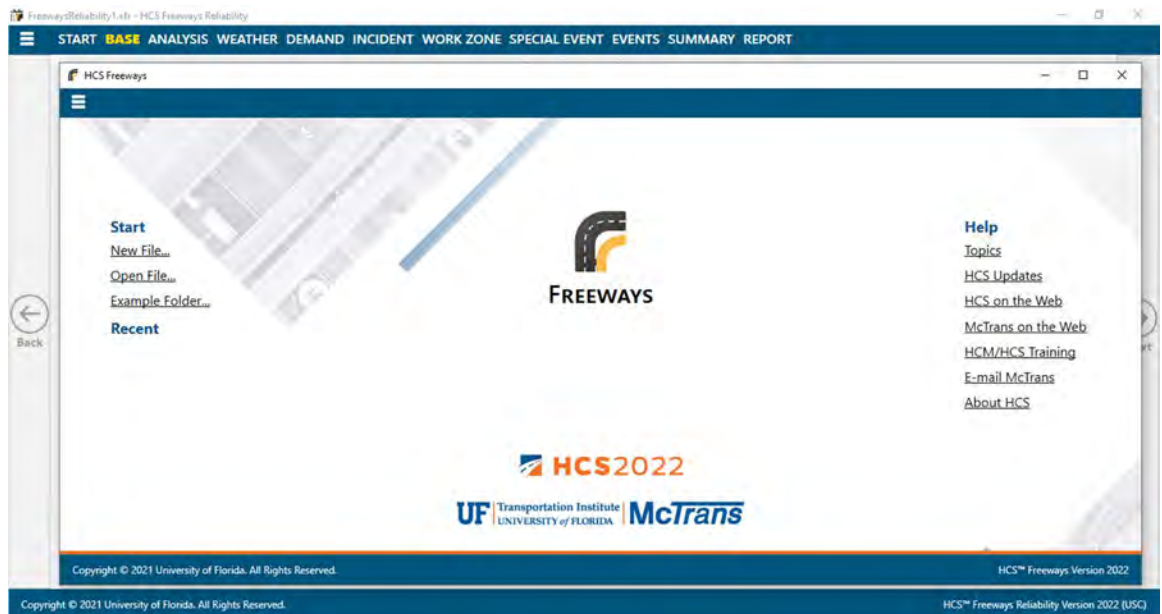 FreewaysReliability1.xfr - HCS Freeways Reliability
START BASE ANALYSIS WEATHER DEMAND INCIDENT WORK ZONE SPECIAL EVENT EVENTS SUMMARY REPORT
HCS Freeways
Start
New File...
Open File...
Example Folder...
Recent
Back
FREEWAYS
Help
Topics
HCS Updates
HCS on the Web
McTrans on the Web
HCM/HCS Training
E-mail McTrans
About HCS
HCS2022
UF Transportation Institute
UNIVERSITY of FLORIDA
McTrans
Copyright © 2021 University of Florida. All Rights Reserved.
HCS™ Freeways Version 2022
Copyright © 2021 University of Florida. All Rights Reserved.
HCS™ Freeways Reliability Version 2022 (USC)